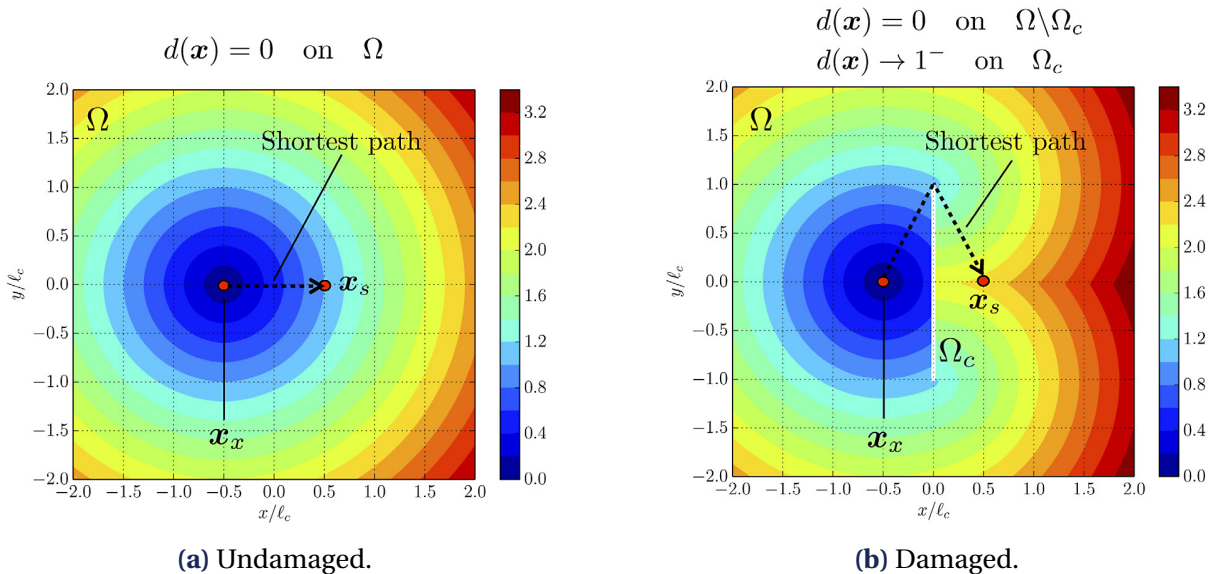 d(x) = 0 on Ω
Ω
Shortest path
x_s
x_x
2.0
1.5
1.0
0.5
0.0
−0.5
−1.0
−1.5
−2.0
y/ℓ_c
−2.0 −1.5 −1.0 −0.5 0.0 0.5 1.0 1.5 2.0
x/ℓ_c
3.2
2.8
2.4
2.0
1.6
1.2
0.8
0.4
0.0
(a) Undamaged.
d(x) = 0 on Ω\Ω_c
d(x) → 1⁻ on Ω_c
Ω
Shortest path
x_s
Ω_c
x_x
2.0
1.5
1.0
0.5
0.0
−0.5
−1.0
−1.5
−2.0
y/ℓ_c
−2.0 −1.5 −1.0 −0.5 0.0 0.5 1.0 1.5 2.0
x/ℓ_c
3.2
2.8
2.4
2.0
1.6
1.2
0.8
0.4
0.0
(b) Damaged.